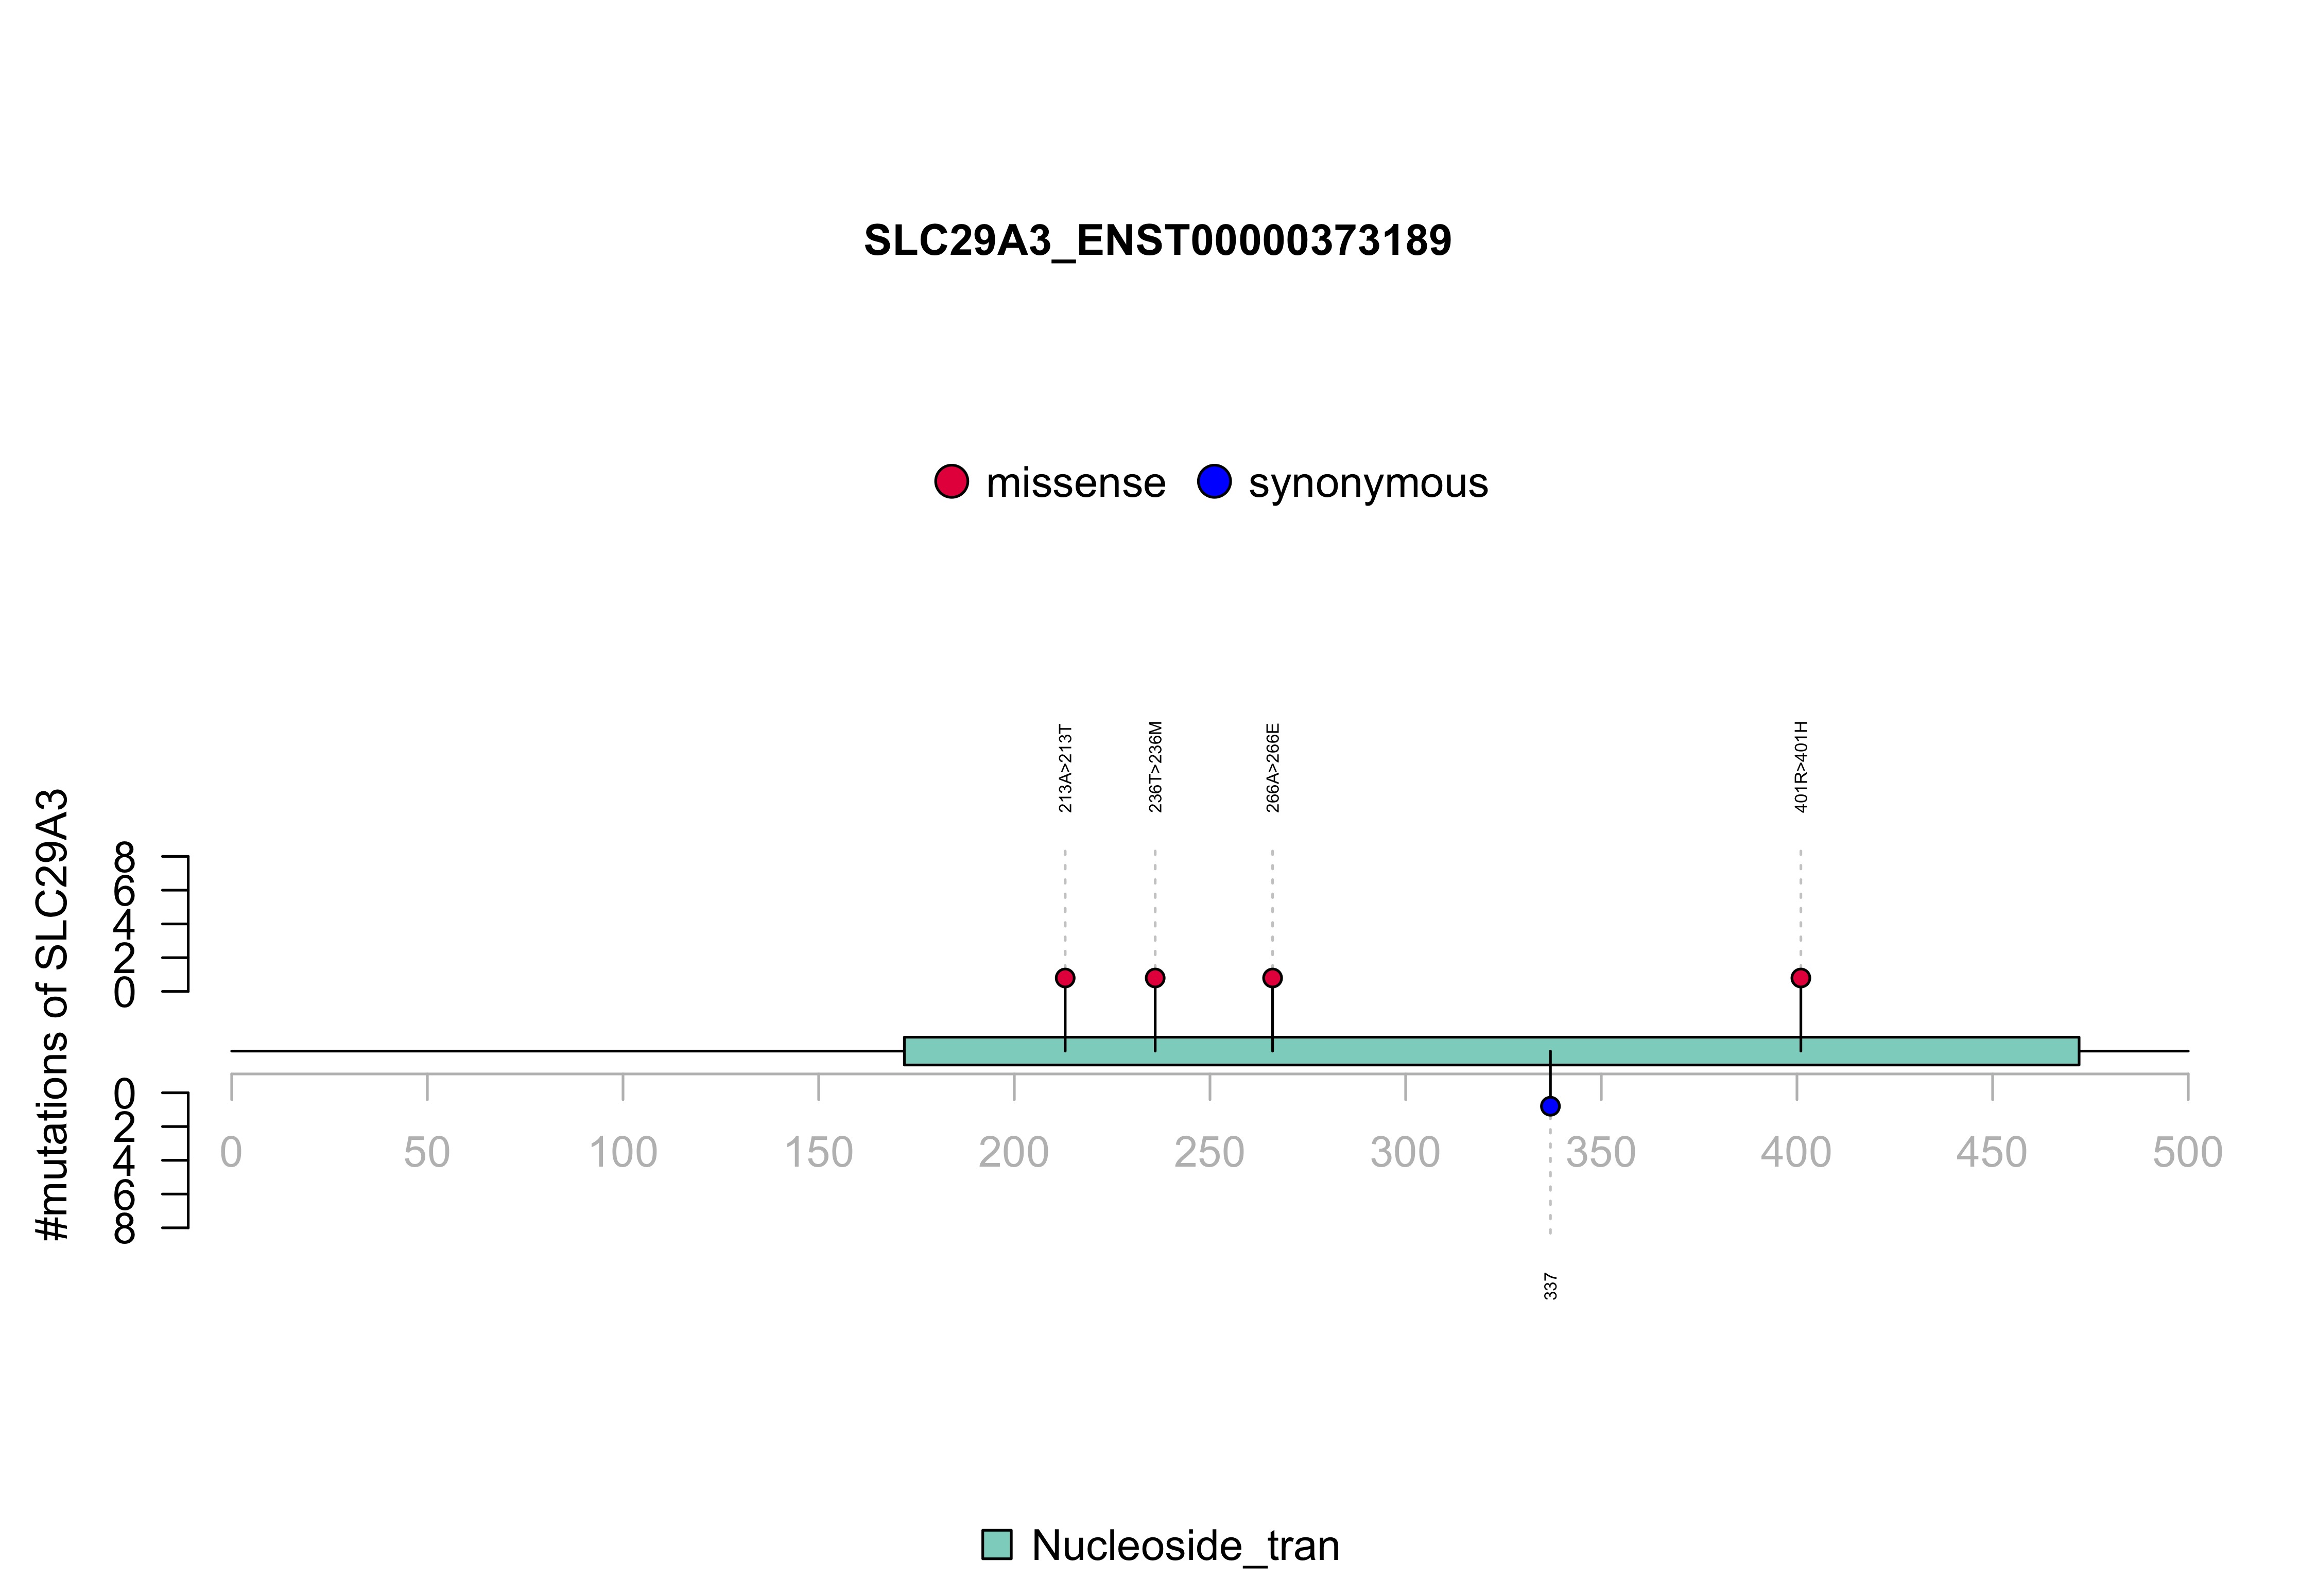 SLC29A3_ENST00000373189
missense synonymous
213A>213T
236T>236M
266A>266E
401R>401H
#mutations of SLC29A3
8
6
4
2
0
0
2
4
6
8
0 50 100 150 200 250 300 350 400 450 500
337
Nucleoside_tran